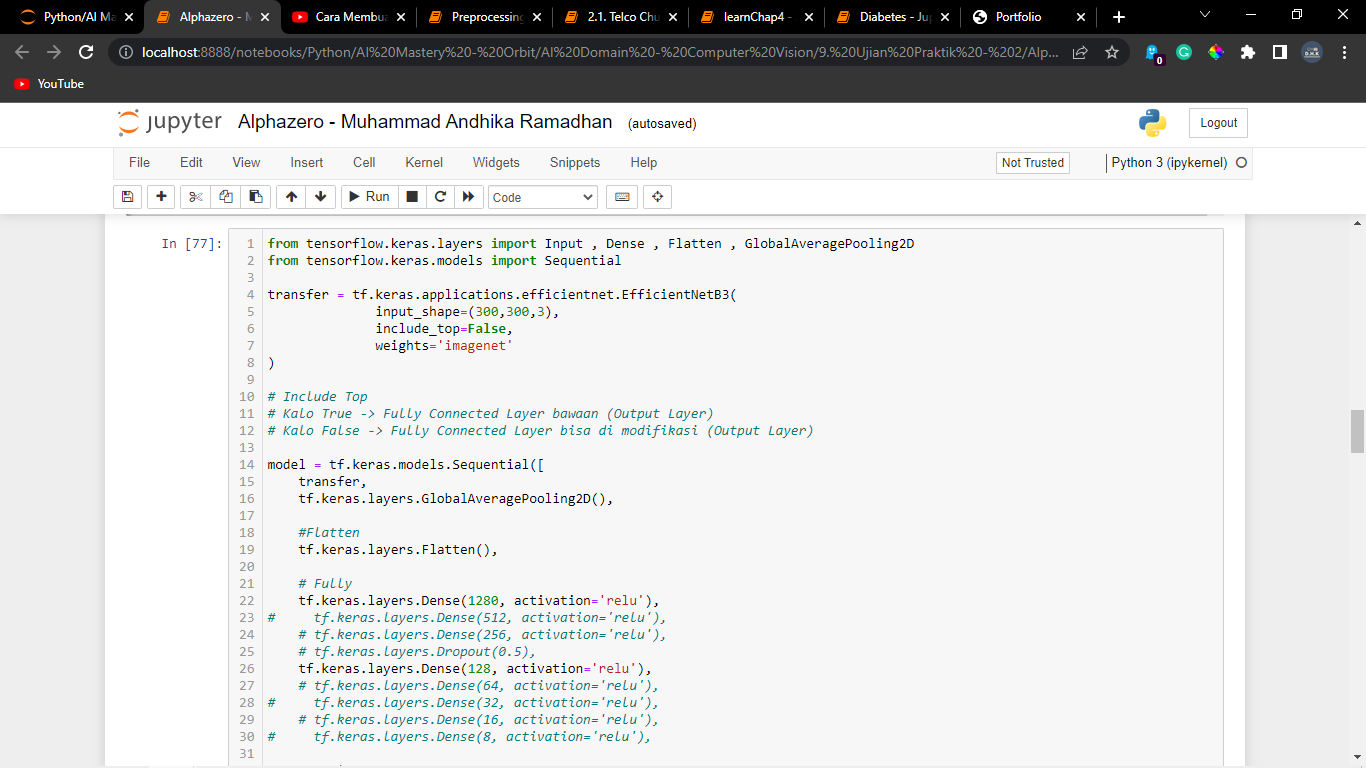 Python/AI Ma
Alphazero - M
Cara Membua
Preprocessing
2.1. Telco Chu
learnChap4 -
Diabetes - Ju
Portfolio
localhost:8888/notebooks/Python/AI%20Mastery%20-%20Orbit/AI%20Domain%20-%20Computer%20Vision/9.%20Ujian%20Praktik%20-%202/Alp...
0
YouTube
jupyter Alphazero - Muhammad Andhika Ramadhan (autosaved)
Logout
File Edit View Insert Cell Kernel Widgets Snippets Help
Not Trusted
Python 3 (ipykernel)
Run
Code
In [77]:
1 from tensorflow.keras.layers import Input , Dense , Flatten , GlobalAveragePooling2D
2 from tensorflow.keras.models import Sequential
3
4 transfer = tf.keras.applications.efficientnet.EfficientNetB3(
5 input_shape=(300,300,3),
6 include_top=False,
7 weights='imagenet'
8 )
9
10 # Include Top
11 # Kalo True -> Fully Connected Layer bawaan (Output Layer)
12 # Kalo False -> Fully Connected Layer bisa di modifikasi (Output Layer)
13
14 model = tf.keras.models.Sequential([
15 transfer,
16 tf.keras.layers.GlobalAveragePooling2D(),
17
18 #Flatten
19 tf.keras.layers.Flatten(),
20
21 # Fully
22 tf.keras.layers.Dense(1280, activation='relu'),
23 # tf.keras.layers.Dense(512, activation='relu'),
24 # tf.keras.layers.Dense(256, activation='relu'),
25 # tf.keras.layers.Dropout(0.5),
26 tf.keras.layers.Dense(128, activation='relu'),
27 # tf.keras.layers.Dense(64, activation='relu'),
28 # tf.keras.layers.Dense(32, activation='relu'),
29 # tf.keras.layers.Dense(16, activation='relu'),
30 # tf.keras.layers.Dense(8, activation='relu'),
31